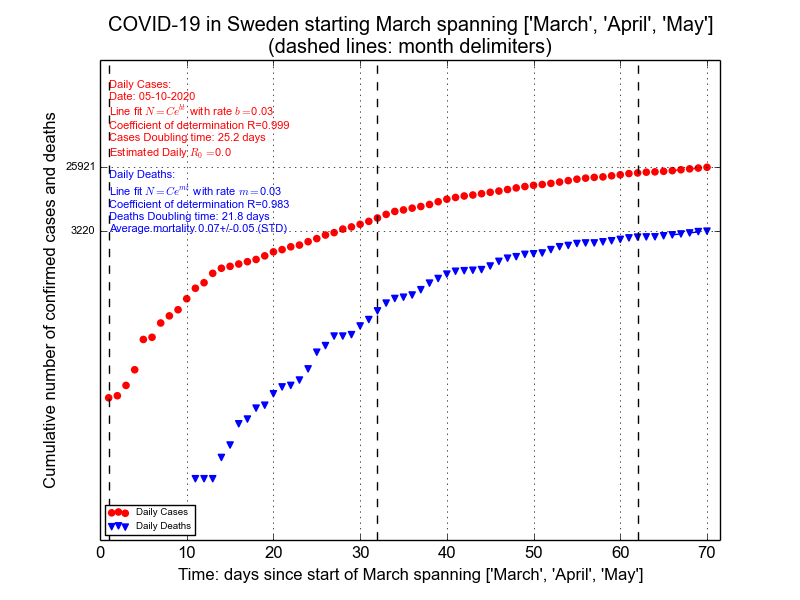 COVID-19 in Sweden starting March spanning ['March', 'April', 'May']
(dashed lines: month delimiters)
Daily Cases:
Date: 05-10-2020
Line fit N = Ce^{bt} with rate b = 0.03
Coefficient of determination R=0.999
Cases Doubling time: 25.2 days
Estimated Daily R_0 = 0.0
Daily Deaths:
Line fit N = Ce^{mt} with rate m = 0.03
Coefficient of determination R=0.983
Deaths Doubling time: 21.8 days
Average mortality 0.07+/-0.05 (STD)
25921
3220
Cumulative number of confirmed cases and deaths
Daily Cases
Daily Deaths
0 10 20 30 40 50 60 70
Time: days since start of March spanning ['March', 'April', 'May']